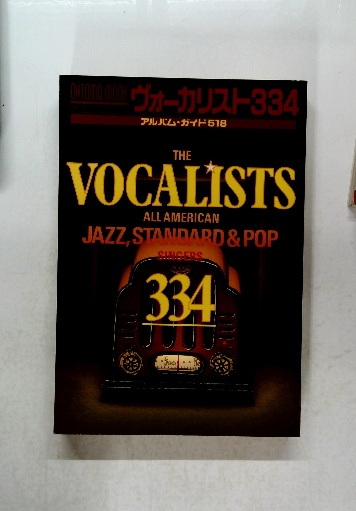 ヴォーカリスト334
アルバム・ガイド518
THE
VOCALISTS
ALL AMERICAN
JAZZ, STANDARD & POP
SINGERS
334